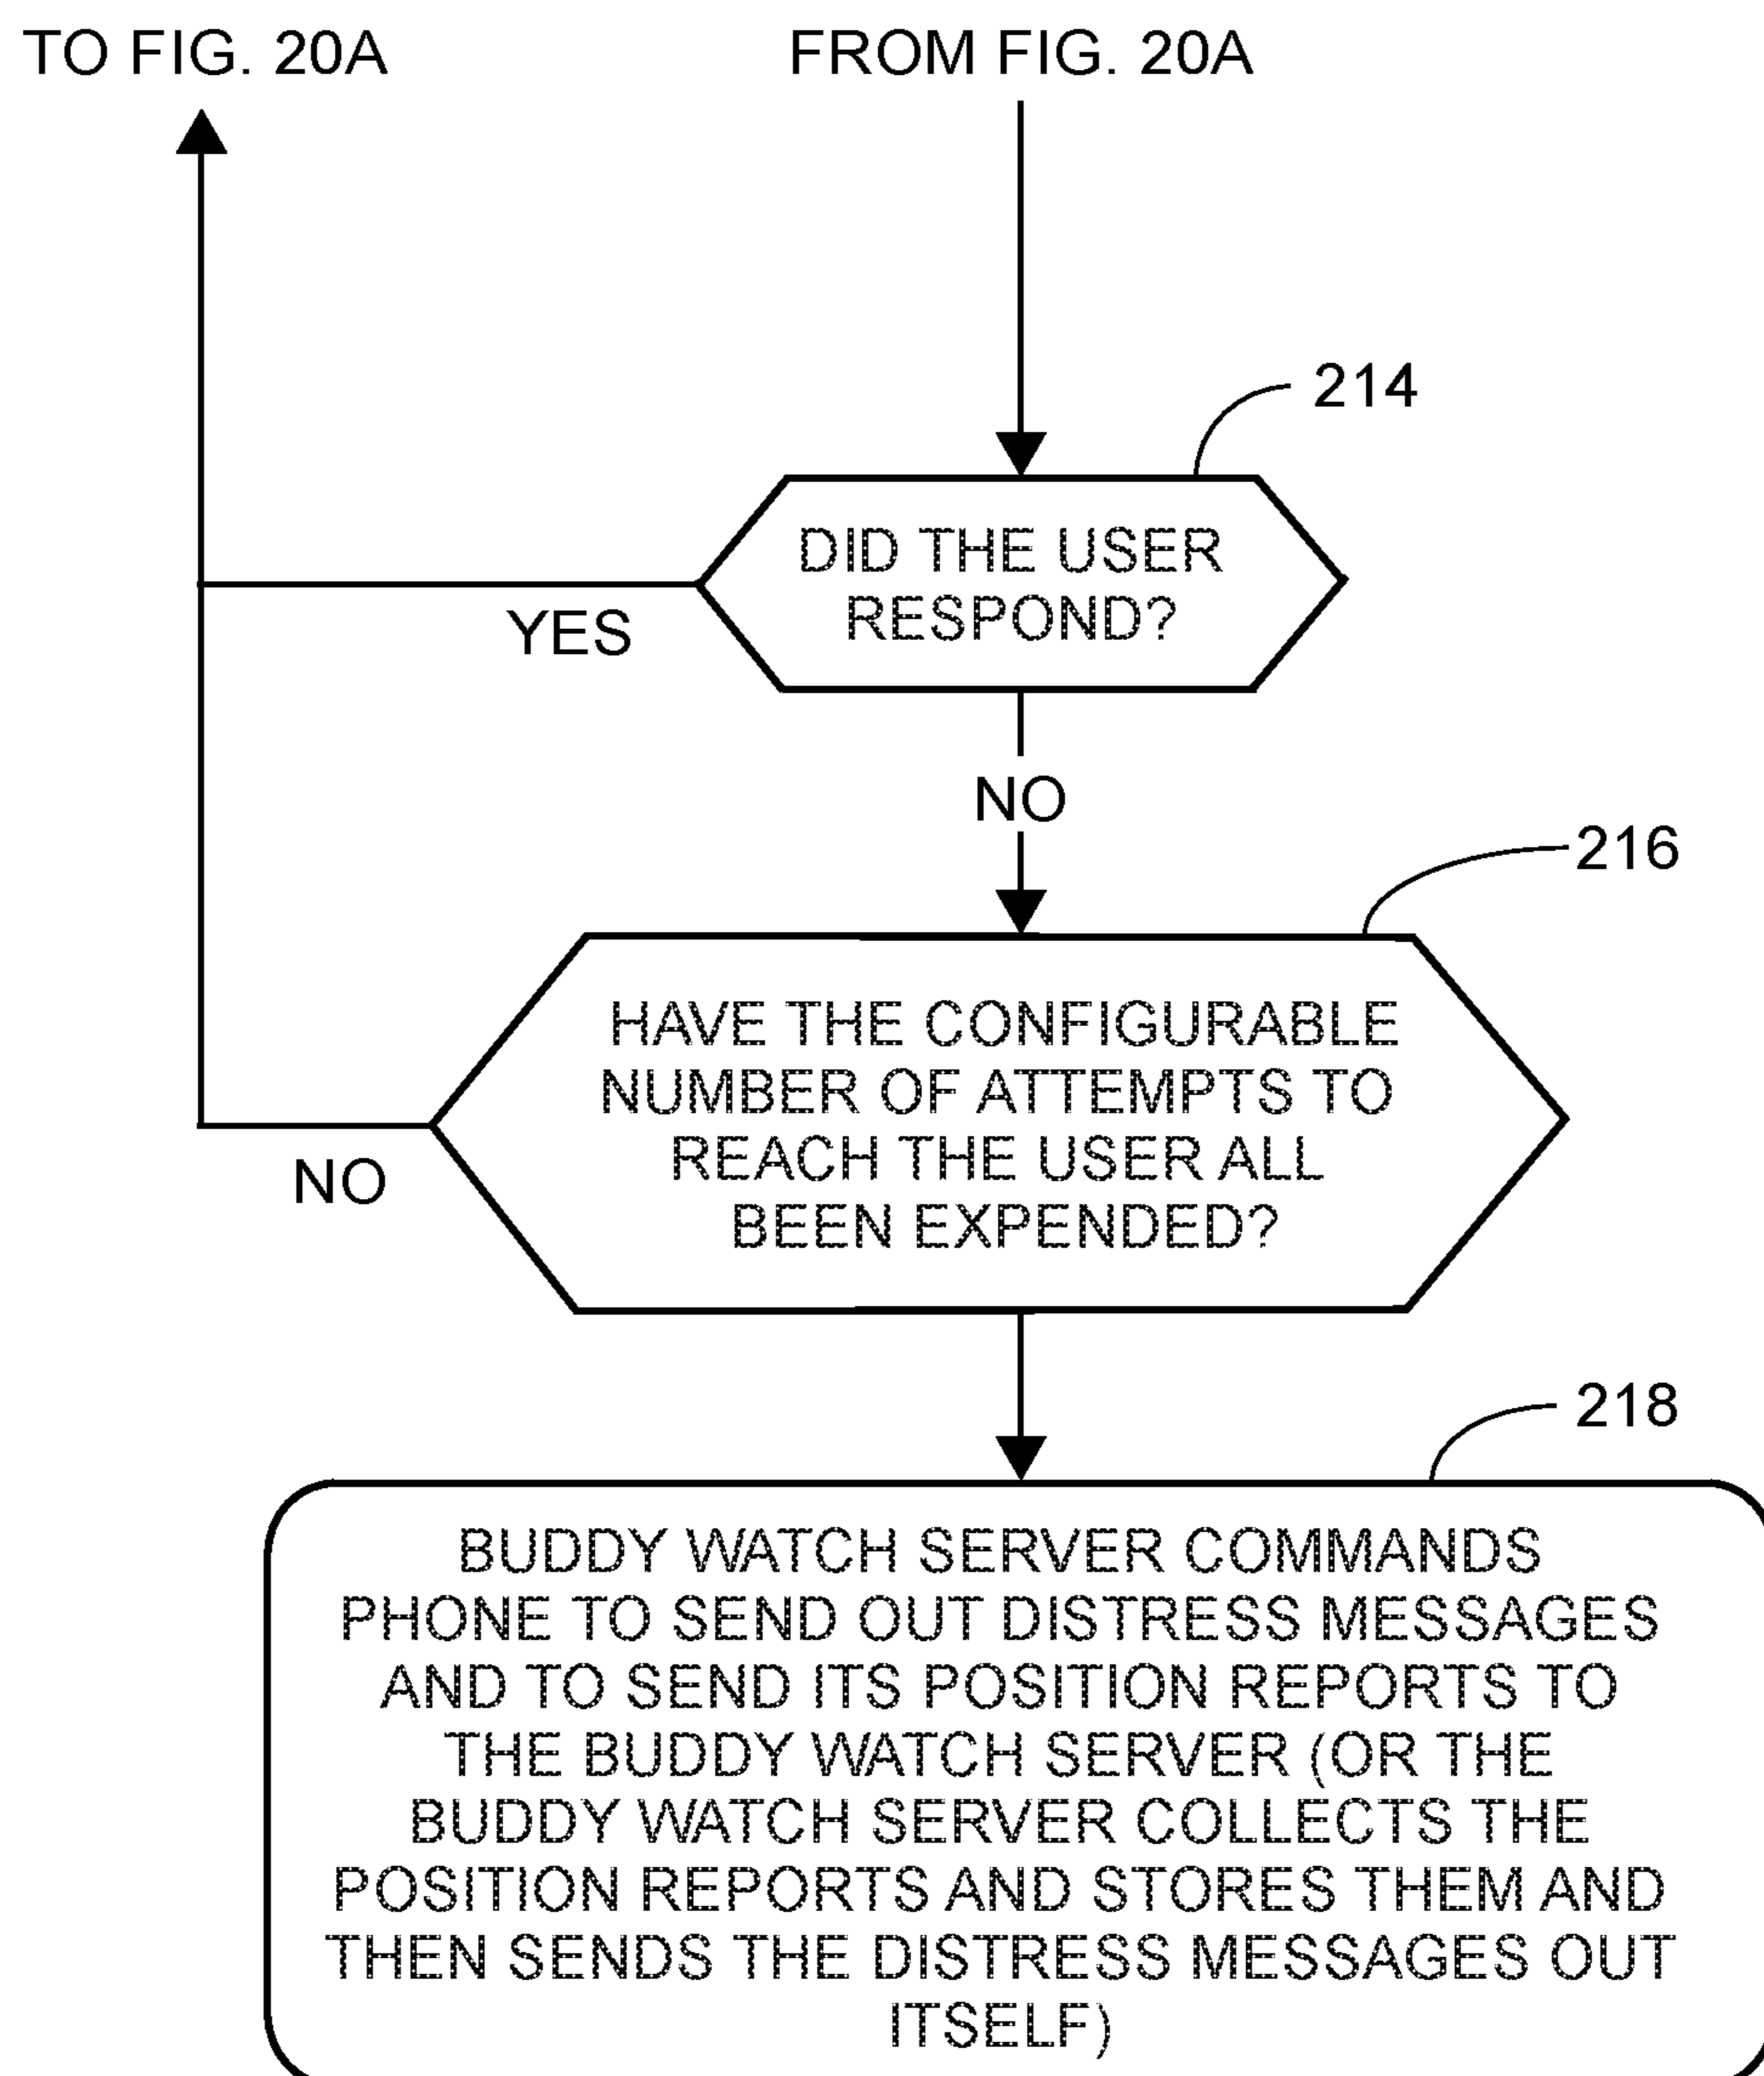 TO FIG. 20A
FROM FIG. 20A
214
DID THE USER
RESPOND?
YES
NO
216
HAVE THE CONFIGURABLE
NUMBER OF ATTEMPTS TO
REACH THE USER ALL
BEEN EXPENDED?
NO
218
BUDDY WATCH SERVER COMMANDS
PHONE TO SEND OUT DISTRESS MESSAGES
AND TO SEND ITS POSITION REPORTS TO
THE BUDDY WATCH SERVER (OR THE
BUDDY WATCH SERVER COLLECTS THE
POSITION REPORTS AND STORES THEM AND
THEN SENDS THE DISTRESS MESSAGES OUT
ITSELF)